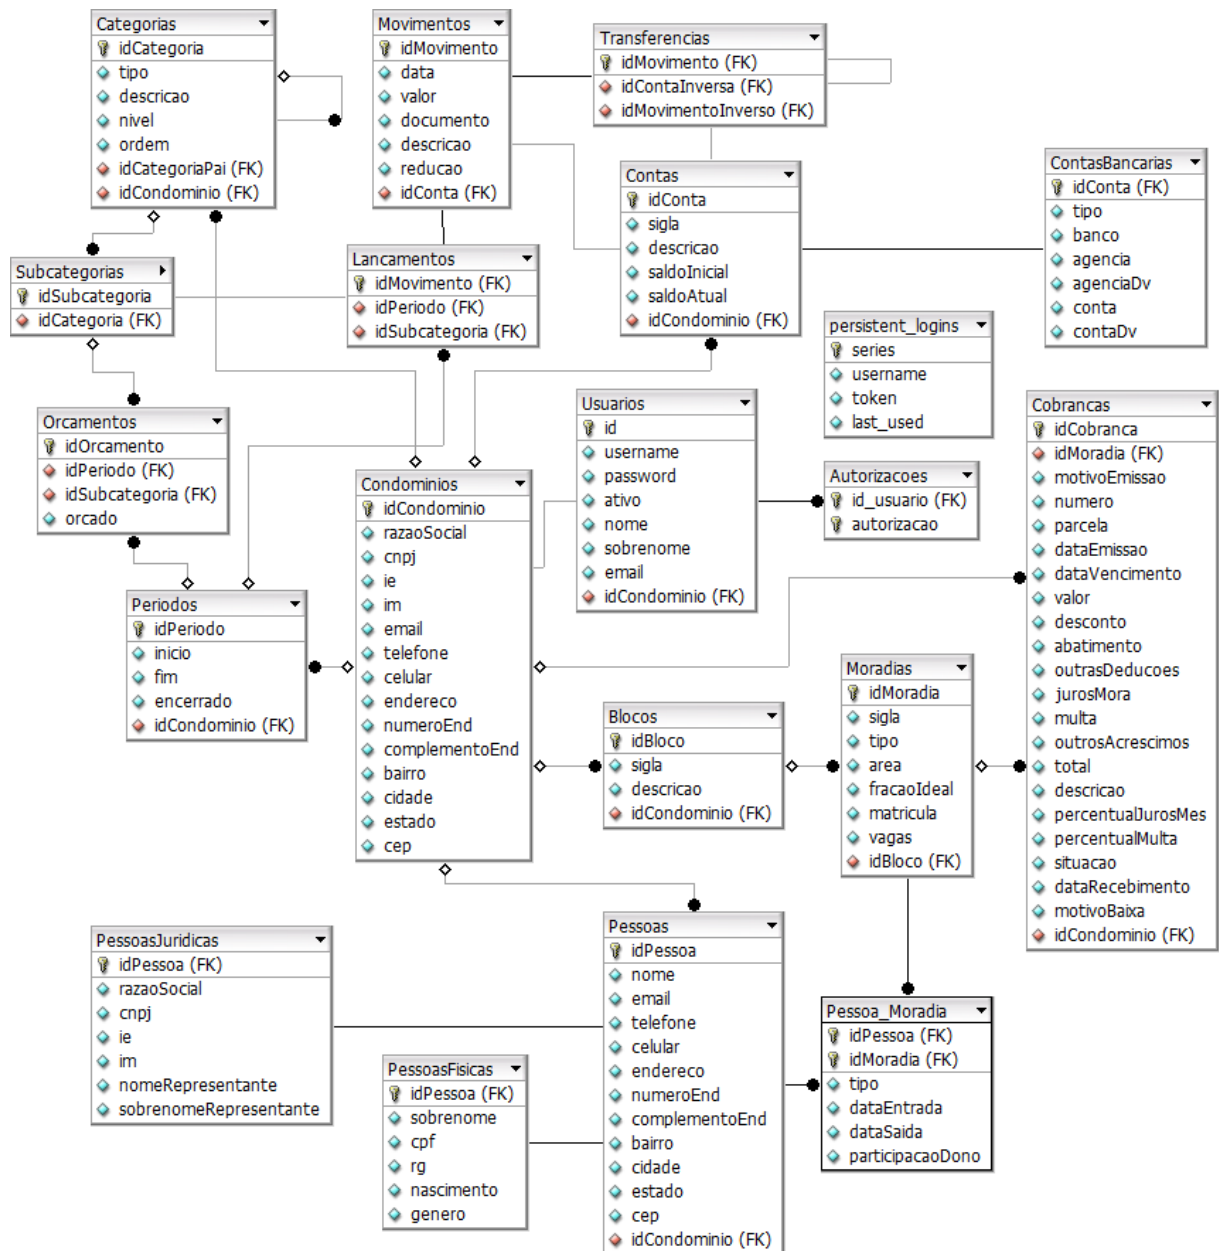 Categorias
idCategoria
tipo
descricao
nivel
ordem
idCategoriaPai (FK)
idCondominio (FK)
Movimentos
idMovimento
data
valor
documento
descricao
reducao
idConta (FK)
Transferencias
idMovimento (FK)
idContaInversa (FK)
idMovimentoInverso (FK)
Contas
idConta
sigla
descricao
saldoInicial
saldoAtual
idCondominio (FK)
ContasBancarias
idConta (FK)
tipo
banco
agencia
agenciaDv
conta
contaDv
Subcategorias
idSubcategoria
idCategoria (FK)
Lancamentos
idMovimento (FK)
idPeriodo (FK)
idSubcategoria (FK)
persistent_logins
series
username
token
last_used
Orcamentos
idOrcamento
idPeriodo (FK)
idSubcategoria (FK)
orcado
Condominios
idCondominio
razaoSocial
cnpj
ie
im
email
telefone
celular
endereco
numeroEnd
complementoEnd
bairro
cidade
estado
cep
Usuarios
id
username
password
ativo
nome
sobrenome
email
idCondominio (FK)
Autorizacoes
id_usuario (FK)
autorizacao
Cobrancas
idCobranca
idMoradia (FK)
motivoEmissao
numero
parcela
dataEmissao
dataVencimento
valor
desconto
abatimento
outrasDeducoes
jurosMora
multa
outrosAcrescimos
total
descricao
percentualJurosMes
percentualMulta
situacao
dataRecebimento
motivoBaixa
idCondominio (FK)
Periodos
idPeriodo
inicio
fim
encerrado
idCondominio (FK)
Blocos
idBloco
sigla
descricao
idCondominio (FK)
Moradias
idMoradia
sigla
tipo
area
fracaoIdeal
matricula
vagas
idBloco (FK)
PessoasJuridicas
idPessoa (FK)
razaoSocial
cnpj
ie
im
nomeRepresentante
sobrenomeRepresentante
PessoasFisicas
idPessoa (FK)
sobrenome
cpf
rg
nascimento
genero
Pessoas
idPessoa
nome
email
telefone
celular
endereco
numeroEnd
complementoEnd
bairro
cidade
estado
cep
idCondominio (FK)
Pessoa_Moradia
idPessoa (FK)
idMoradia (FK)
tipo
dataEntrada
dataSaida
participacaoDono